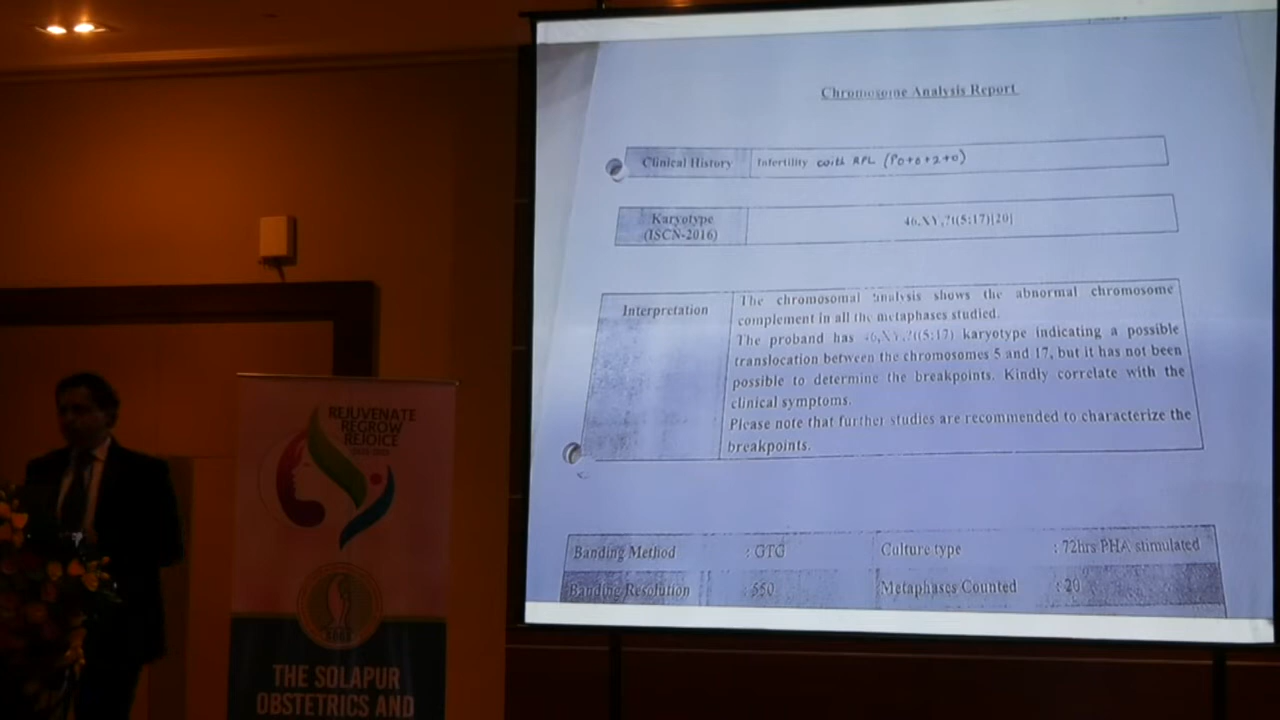 Chromosome Analysis Report
Clinical History
Infertility with RPL (P0+0+2+0)
Karyotype
(ISCN-2016)
46,XY,?t(5;17)[20]
Interpretation
The chromosomal analysis shows the abnormal chromosome
complement in all the metaphases studied.
The proband has 46,XY,?t(5;17) karyotype indicating a possible
translocation between the chromosomes 5 and 17, but it has not been
possible to determine the breakpoints. Kindly correlate with the
clinical symptoms.
Please note that further studies are recommended to characterize the
breakpoints.
Banding Method : GTG Culture type : 72hrs PHA stimulated
Banding Resolution : 550 Metaphases Counted : 20
REJUVENATE
REGROW
REJOICE
THE SOLAPUR
OBSTETRICS AND